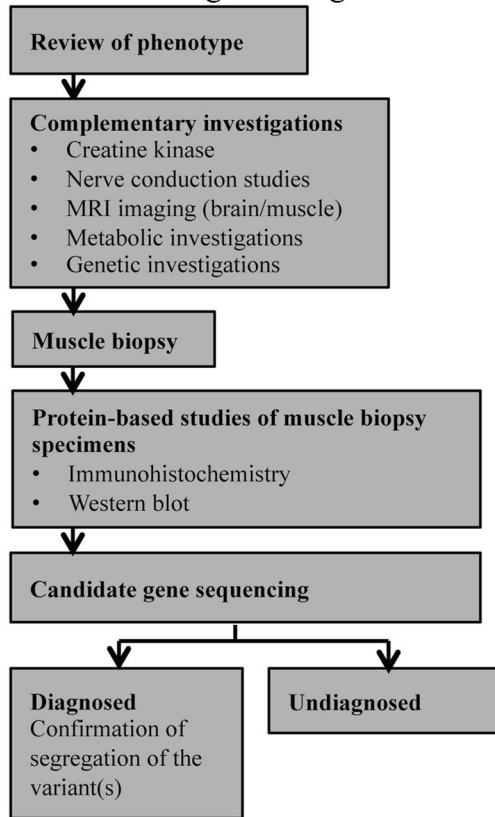 Review of phenotype
Complementary investigations
• Creatine kinase
• Nerve conduction studies
• MRI imaging (brain/muscle)
• Metabolic investigations
• Genetic investigations
Muscle biopsy
Protein-based studies of muscle biopsy
specimens
• Immunohistochemistry
• Western blot
Candidate gene sequencing
Diagnosed
Confirmation of
segregation of the
variant(s)
Undiagnosed